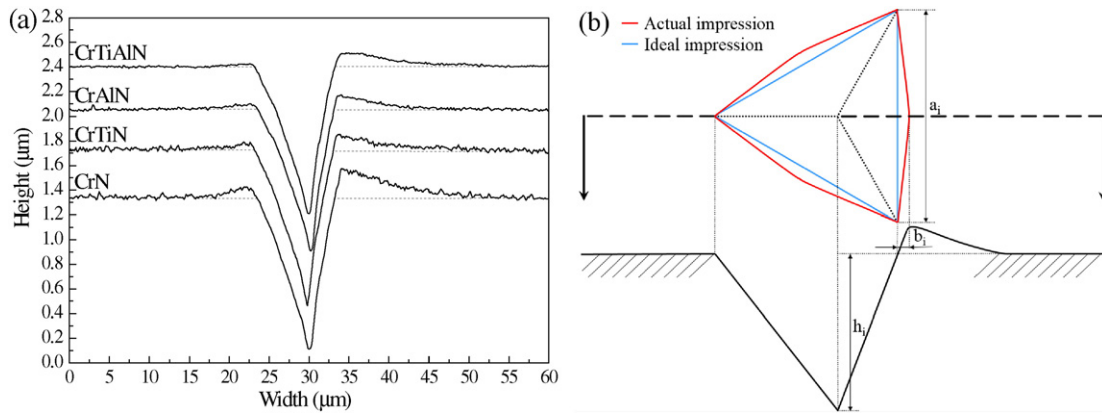 (a)
2.8
2.6
2.4
2.2
2.0
1.8
1.6
1.4
1.2
1.0
0.8
0.6
0.4
0.2
0.0
Height (μm)
CrTiAlN
CrAlN
CrTiN
CrN
0 5 10 15 20 25 30 35 40 45 50 55 60
Width (μm)
(b)
Actual impression
Ideal impression
a_i
b_i
h_i